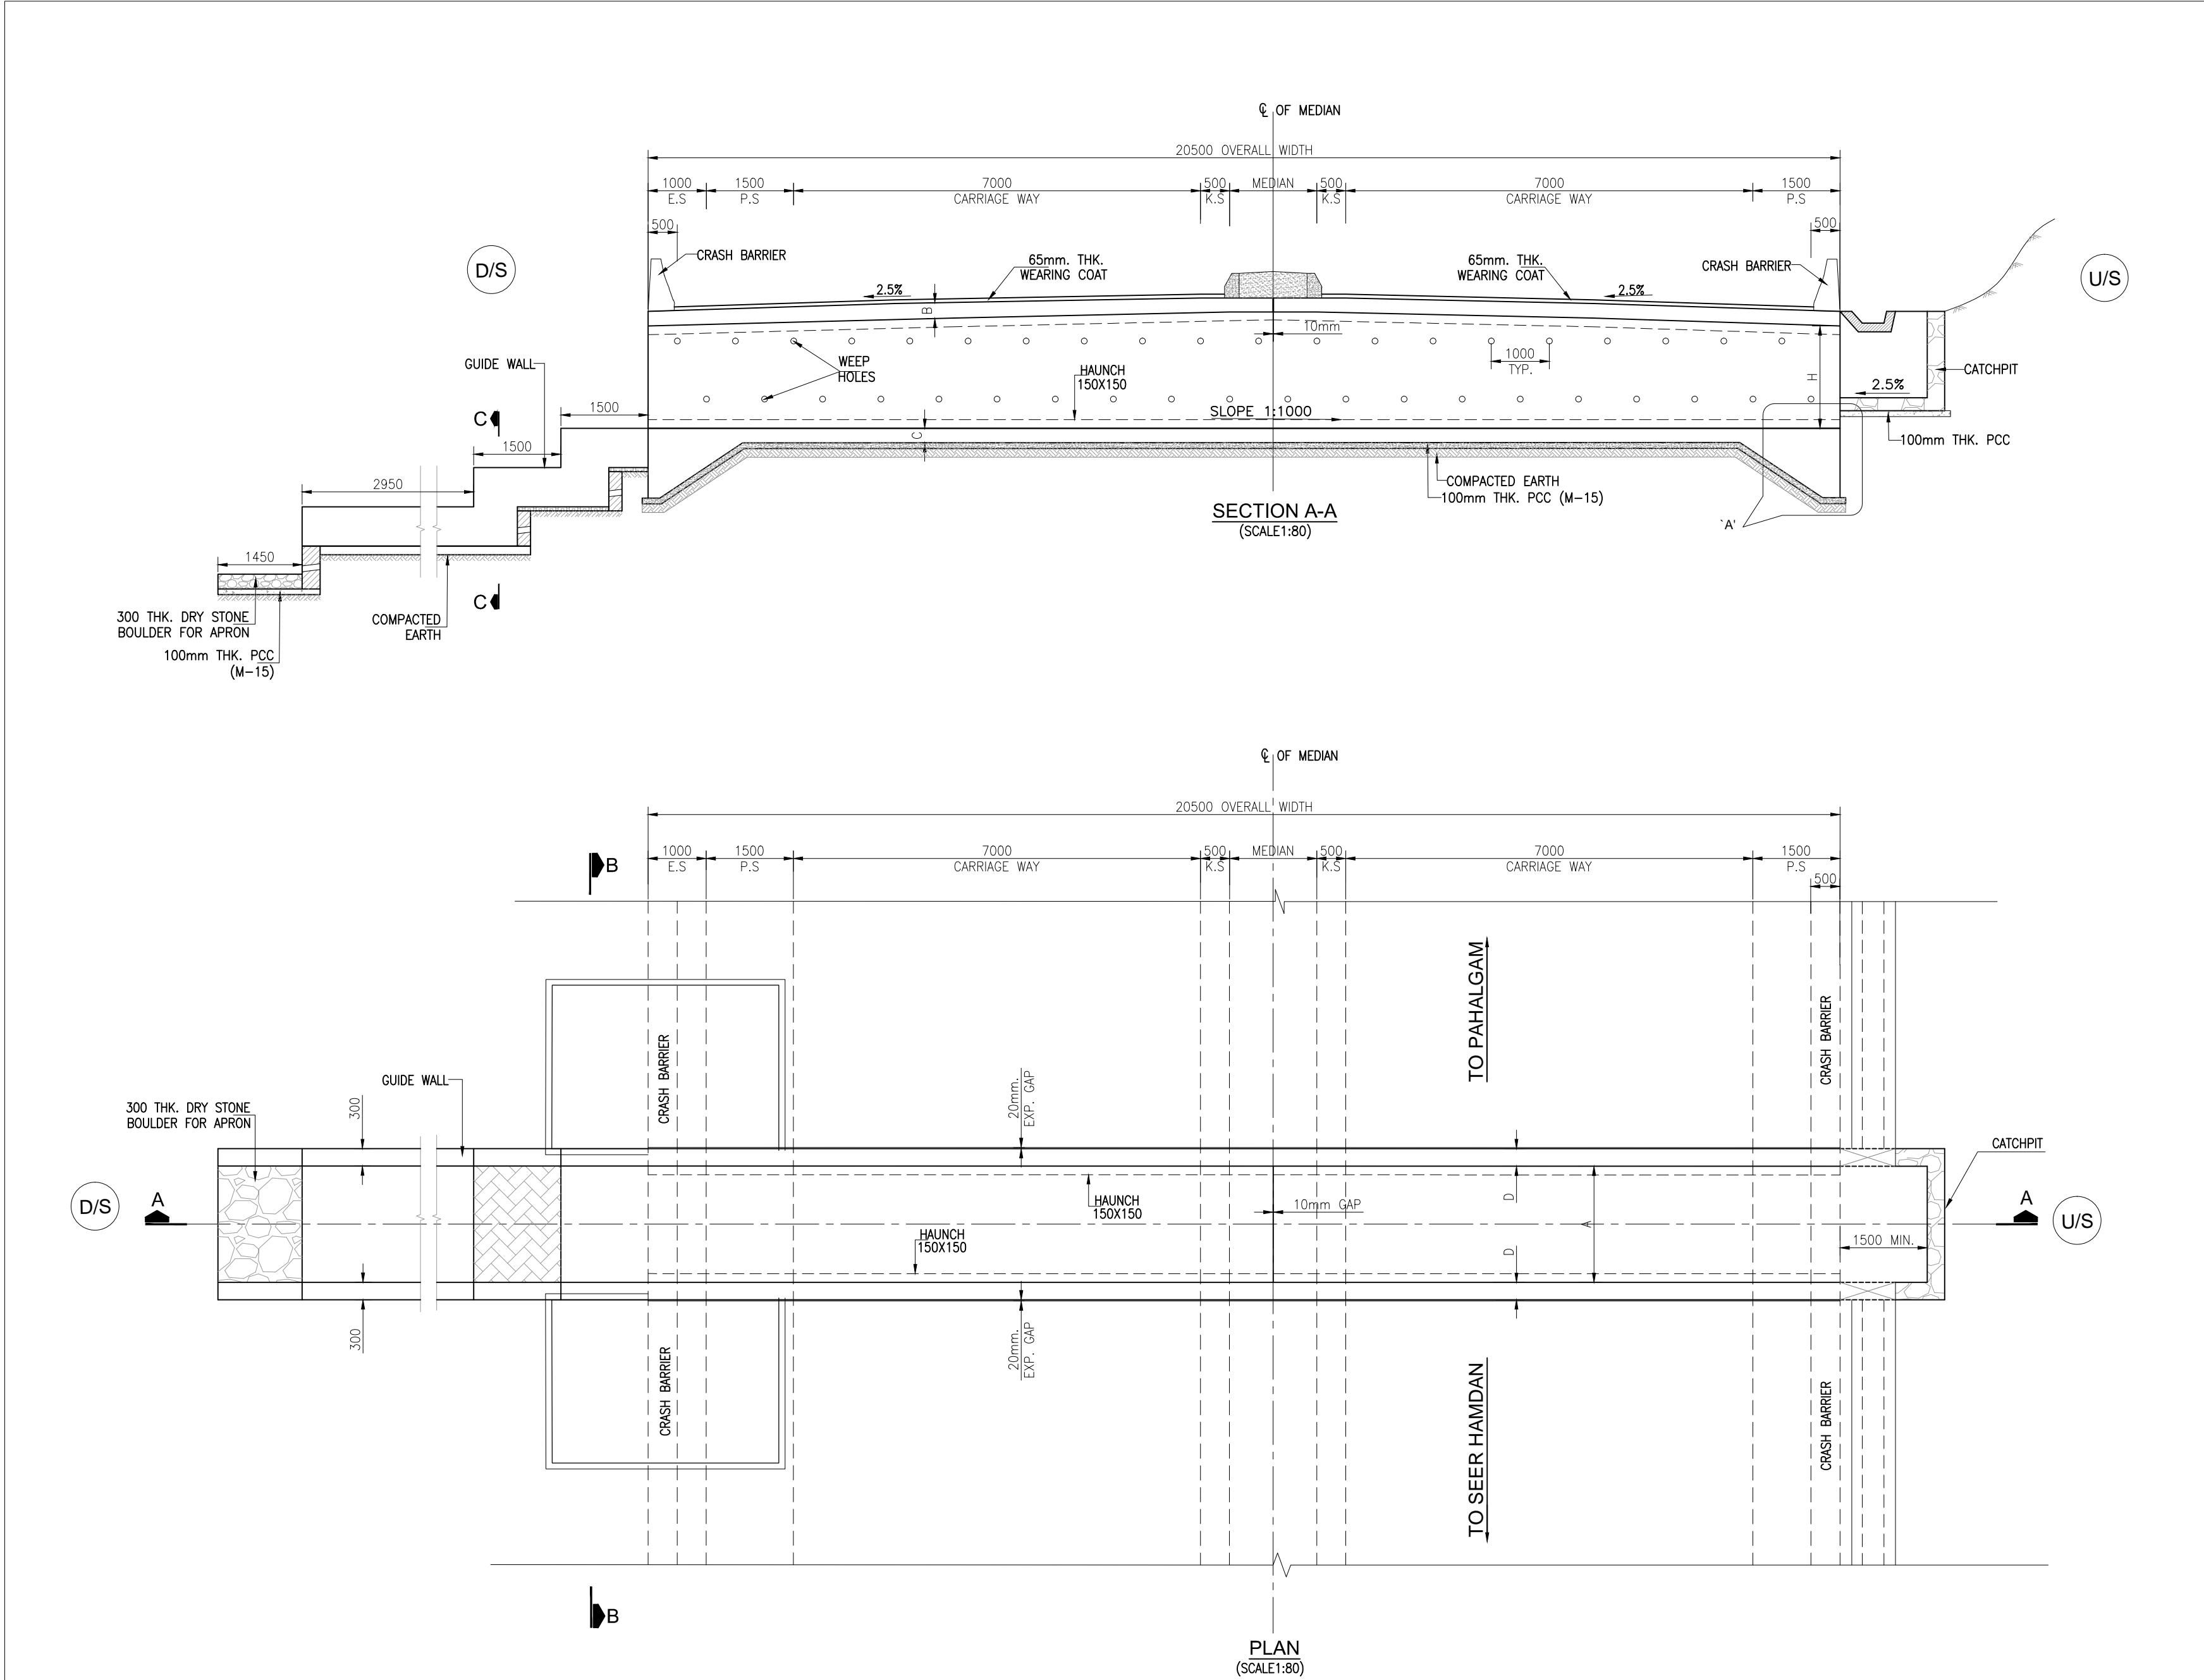 ℄ OF MEDIAN
20500 OVERALL WIDTH
1000
E.S
1500
P.S
7000
CARRIAGE WAY
500
K.S
MEDIAN
500
K.S
7000
CARRIAGE WAY
1500
P.S
500
500
D/S
CRASH BARRIER
65mm. THK.
WEARING COAT
65mm. THK.
WEARING COAT
CRASH BARRIER
U/S
2.5%
2.5%
B
10mm
GUIDE WALL
WEEP
HOLES
HAUNCH
150X150
1000
TYP.
H
CATCHPIT
2.5%
1500
C
SLOPE 1:1000
C
100mm THK. PCC
1500
2950
COMPACTED EARTH
100mm THK. PCC (M-15)
SECTION A-A
(SCALE1:80)
`A'
1450
C
300 THK. DRY STONE
BOULDER FOR APRON
COMPACTED
EARTH
100mm THK. PCC
(M-15)
℄ OF MEDIAN
20500 OVERALL WIDTH
B
1000
E.S
1500
P.S
7000
CARRIAGE WAY
500
K.S
MEDIAN
500
K.S
7000
CARRIAGE WAY
1500
P.S
500
TO PAHALGAM
CRASH BARRIER
CRASH BARRIER
GUIDE WALL
300 THK. DRY STONE
BOULDER FOR APRON
300
20mm.
EXP. GAP
CATCHPIT
D/S
A
HAUNCH
150X150
10mm GAP
D
A
A
U/S
HAUNCH
150X150
D
1500 MIN.
300
20mm.
EXP. GAP
CRASH BARRIER
TO SEER HAMDAN
CRASH BARRIER
B
PLAN
(SCALE1:80)